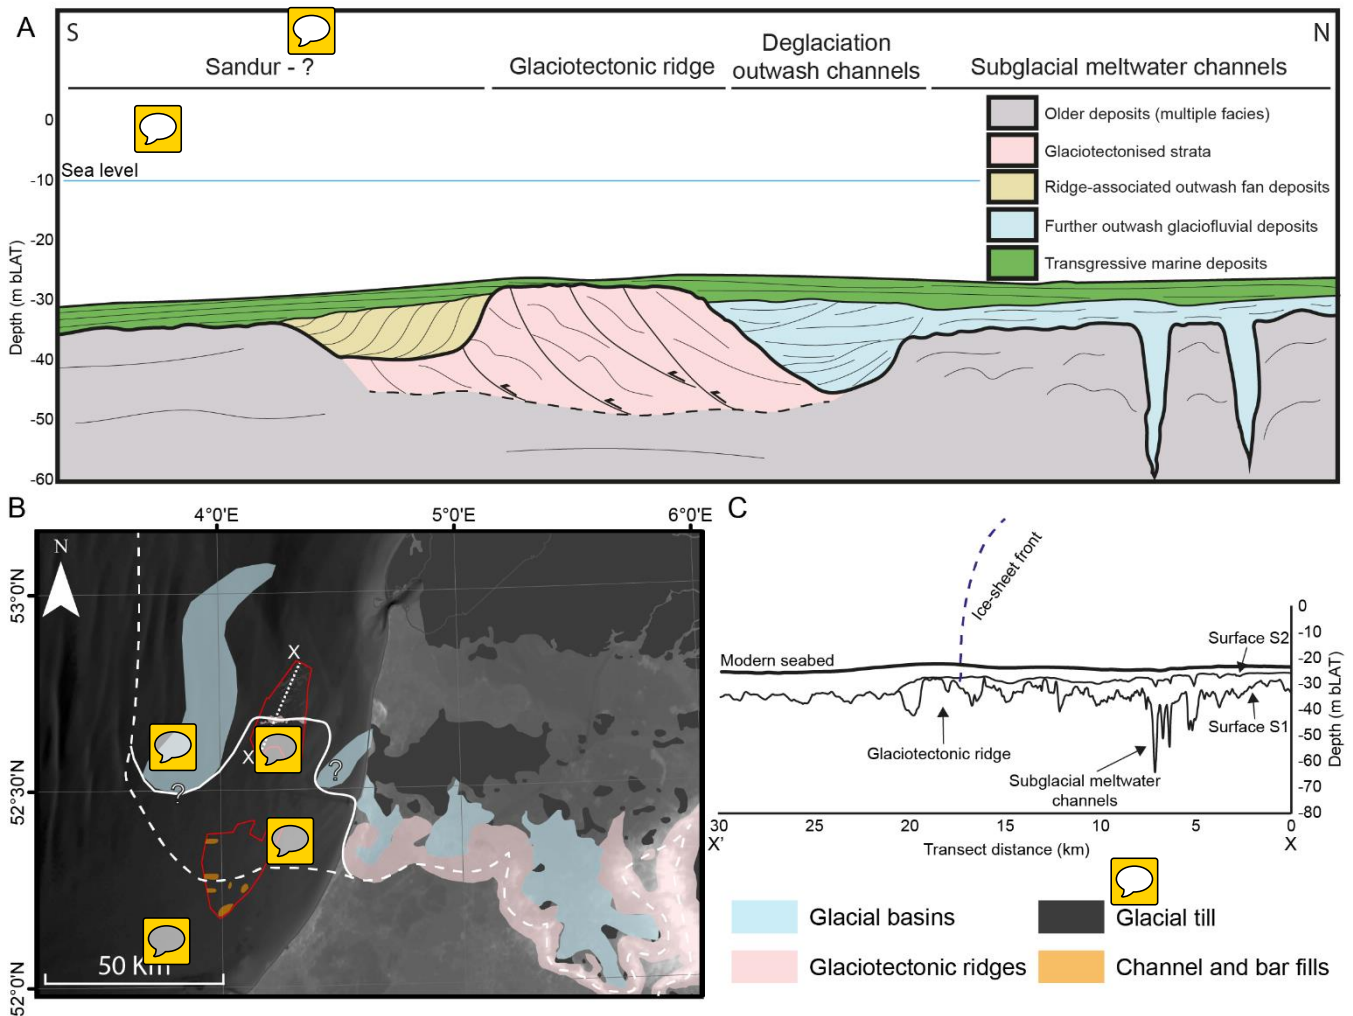 A
S
N
Sandur - ?
Glaciotectonic ridge
Deglaciation
outwash channels
Subglacial meltwater channels
Older deposits (multiple facies)
Glaciotectonised strata
Ridge-associated outwash fan deposits
Further outwash glaciofluvial deposits
Transgressive marine deposits
Sea level
Depth (m bLAT)
0
-10
-20
-30
-40
-50
-60
B
4°0'E
5°0'E
6°0'E
N
53°0'N
52°30'N
52°0'N
X
X
?
?
50 Km
C
Ice-sheet front
Modern seabed
Surface S2
Surface S1
Glaciotectonic ridge
Subglacial meltwater
channels
0
-10
-20
-30
-40
-50
-60
-70
-80
Depth (m bLAT)
30
25
20
15
10
5
0
X'
Transect distance (km)
X
Glacial basins
Glacial till
Glaciotectonic ridges
Channel and bar fills